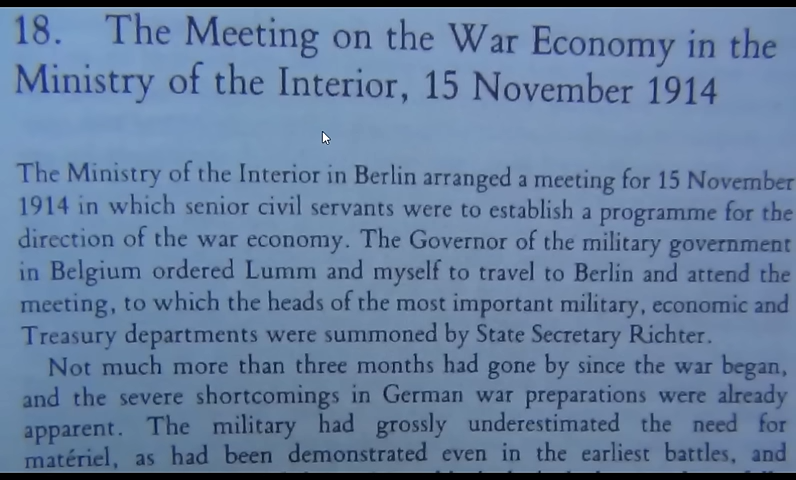 18. The Meeting on the War Economy in the
Ministry of the Interior, 15 November 1914
The Ministry of the Interior in Berlin arranged a meeting for 15 November
1914 in which senior civil servants were to establish a programme for the
direction of the war economy. The Governor of the military government
in Belgium ordered Lumm and myself to travel to Berlin and attend the
meeting, to which the heads of the most important military, economic and
Treasury departments were summoned by State Secretary Richter.
Not much more than three months had gone by since the war began,
and the severe shortcomings in German war preparations were already
apparent. The military had grossly underestimated the need for
matériel, as had been demonstrated even in the earliest battles, and